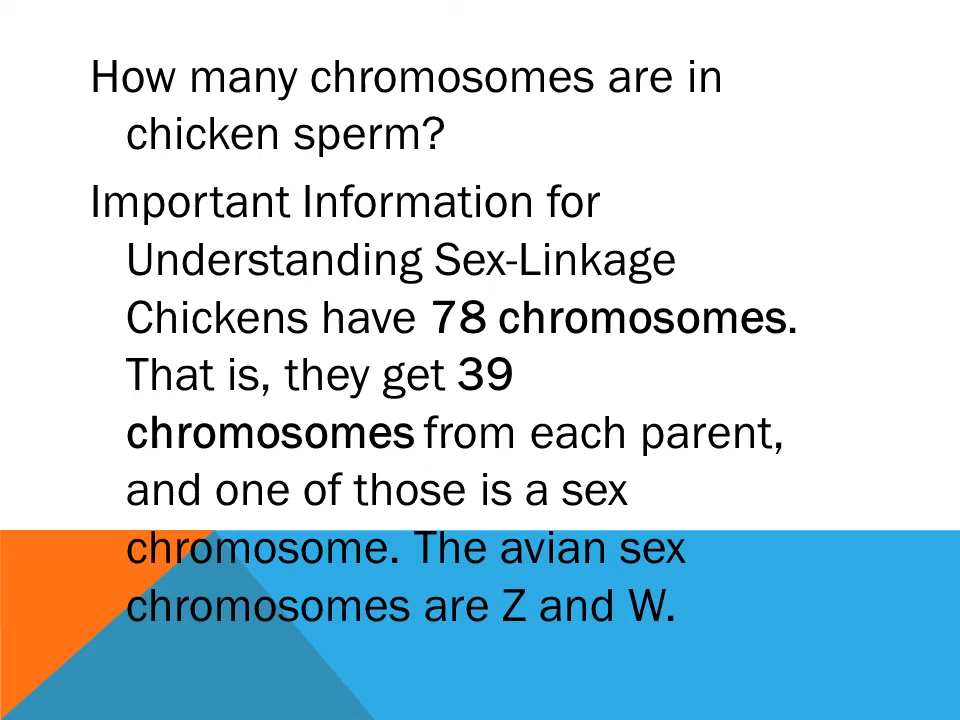 How many chromosomes are in
chicken sperm?
Important Information for
Understanding Sex-Linkage
Chickens have 78 chromosomes.
That is, they get 39
chromosomes from each parent,
and one of those is a sex
chromosome. The avian sex
chromosomes are Z and W.